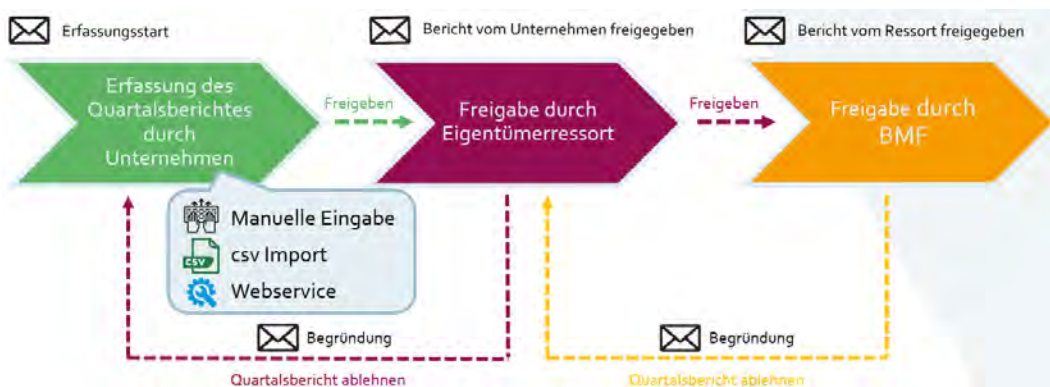 Erfassungsstart
Bericht vom Unternehmen freigegeben
Bericht vom Ressort freigegeben
Erfassung des
Quartalsberichtes
durch
Unternehmen
Freigeben
Freigabe durch
Eigentümerressort
Freigeben
Freigabe durch
BMF
Manuelle Eingabe
CSV
csv Import
Webservice
Begründung
Quartalsbericht ablehnen
Begründung
Quartalsbericht ablehnen